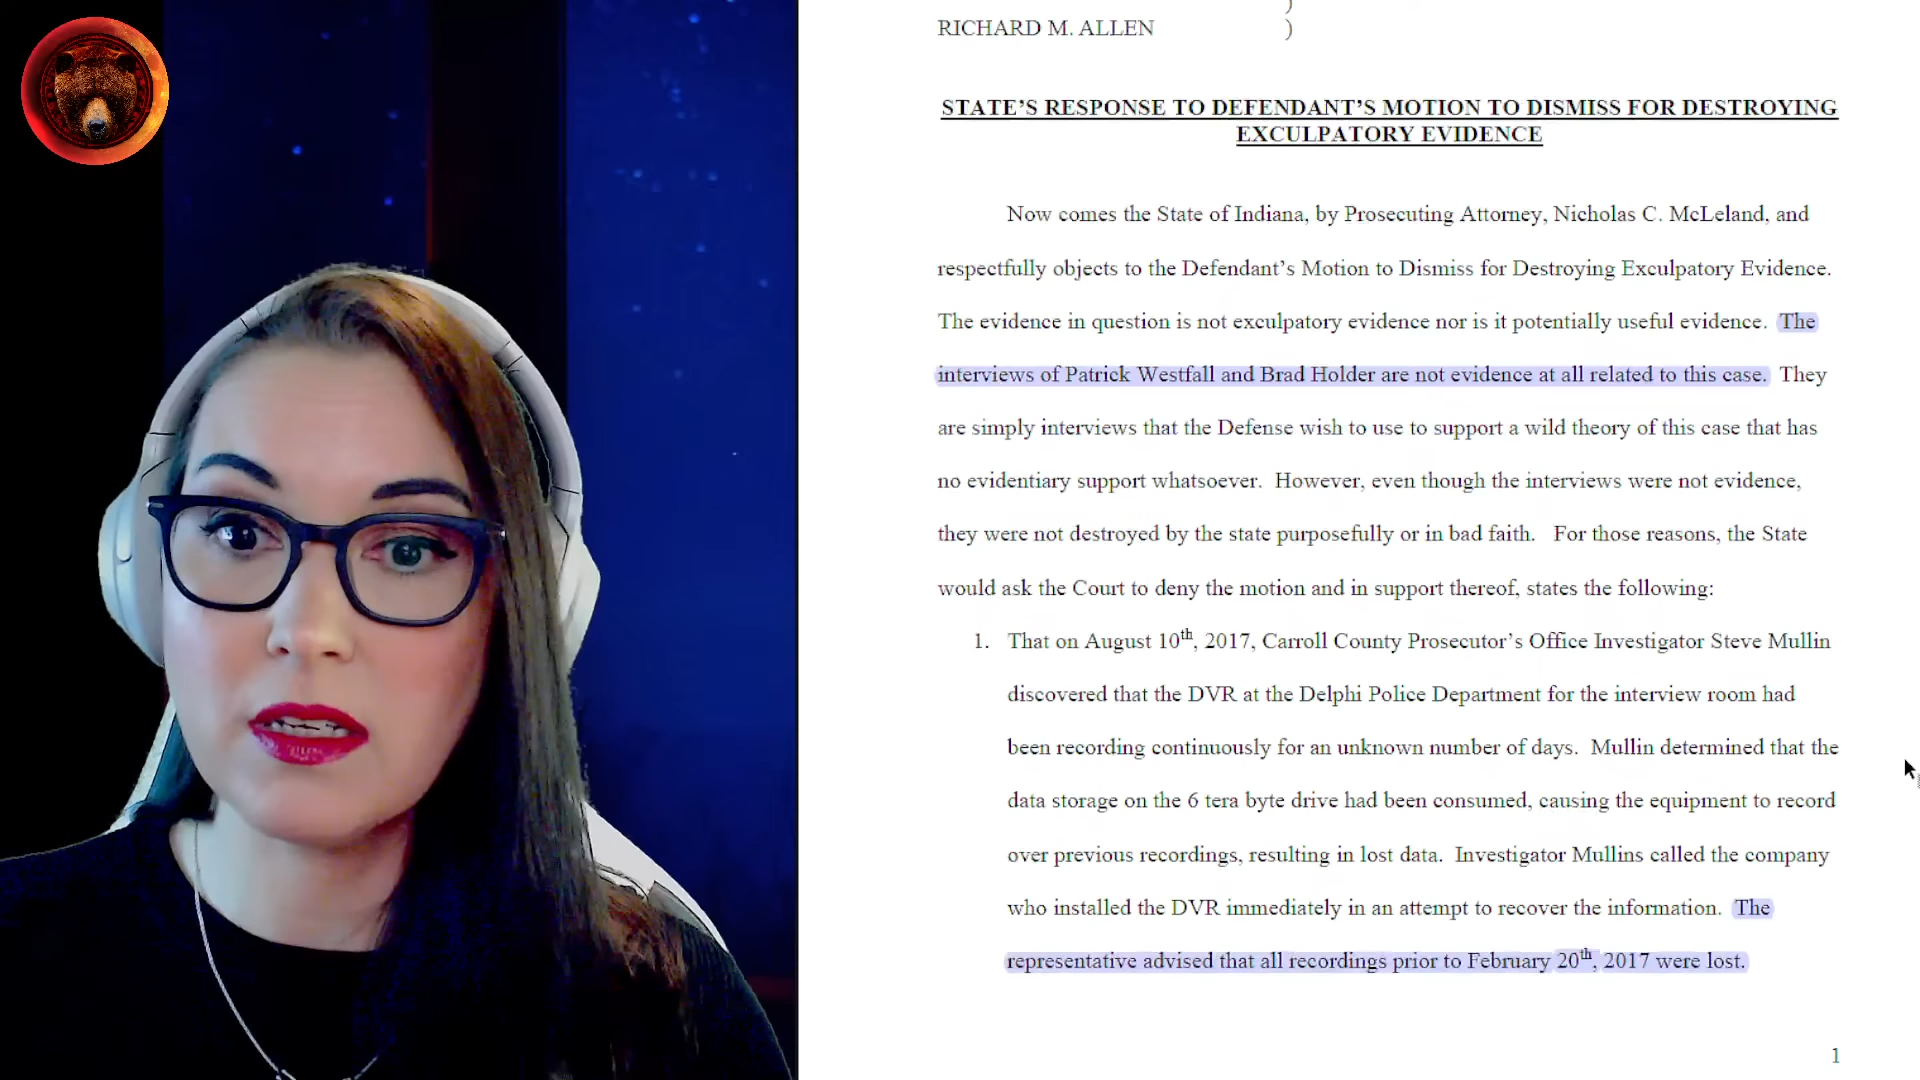 )
RICHARD M. ALLEN )
STATE’S RESPONSE TO DEFENDANT’S MOTION TO DISMISS FOR DESTROYING
EXCULPATORY EVIDENCE
Now comes the State of Indiana, by Prosecuting Attorney, Nicholas C. McLeland, and
respectfully objects to the Defendant’s Motion to Dismiss for Destroying Exculpatory Evidence.
The evidence in question is not exculpatory evidence nor is it potentially useful evidence. The
interviews of Patrick Westfall and Brad Holder are not evidence at all related to this case. They
are simply interviews that the Defense wish to use to support a wild theory of this case that has
no evidentiary support whatsoever. However, even though the interviews were not evidence,
they were not destroyed by the state purposefully or in bad faith. For those reasons, the State
would ask the Court to deny the motion and in support thereof, states the following:
1. That on August 10th, 2017, Carroll County Prosecutor’s Office Investigator Steve Mullin
discovered that the DVR at the Delphi Police Department for the interview room had
been recording continuously for an unknown number of days. Mullin determined that the
data storage on the 6 tera byte drive had been consumed, causing the equipment to record
over previous recordings, resulting in lost data. Investigator Mullins called the company
who installed the DVR immediately in an attempt to recover the information. The
representative advised that all recordings prior to February 20th, 2017 were lost.
1